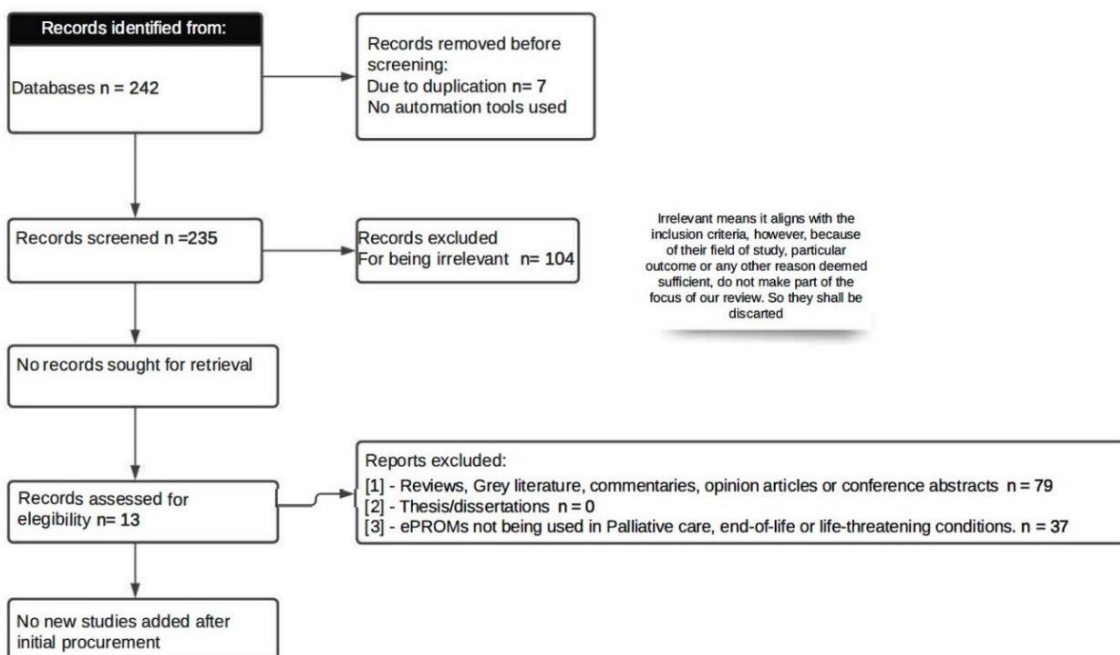 Records identified from:
Databases n = 242
Records removed before
screening:
Due to duplication n= 7
No automation tools used
Records screened n =235
Records excluded
For being irrelevant n= 104
Irrelevant means it aligns with the
inclusion criteria, however, because
of their field of study, particular
outcome or any other reason deemed
sufficient, do not make part of the
focus of our review. So they shall be
discarted
No records sought for retrieval
Records assessed for
elegibility n= 13
Reports excluded:
[1] - Reviews, Grey literature, commentaries, opinion articles or conference abstracts n = 79
[2] - Thesis/dissertations n = 0
[3] - ePROMs not being used in Palliative care, end-of-life or life-threatening conditions. n = 37
No new studies added after
initial procurement